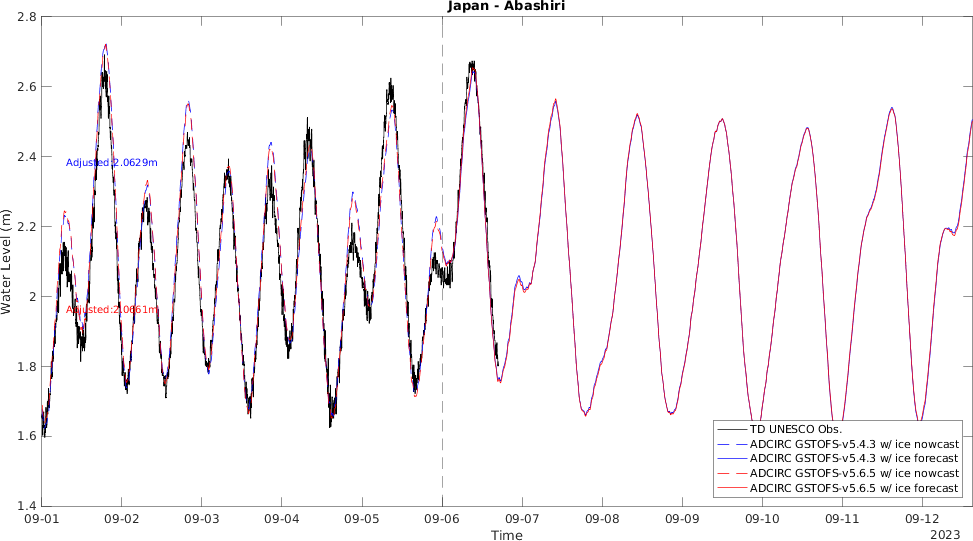 Japan - Abashiri
2.8
2.6
2.4
2.2
2
1.8
1.6
1.4
Water Level (m)
Adjusted:2.0629m
Adjusted:2.0661m
TD UNESCO Obs.
ADCIRC GSTOFS-v5.4.3 w/ ice nowcast
ADCIRC GSTOFS-v5.4.3 w/ ice forecast
ADCIRC GSTOFS-v5.6.5 w/ ice nowcast
ADCIRC GSTOFS-v5.6.5 w/ ice forecast
09-01 09-02 09-03 09-04 09-05 09-06 09-07 09-08 09-09 09-10 09-11 09-12
Time
2023